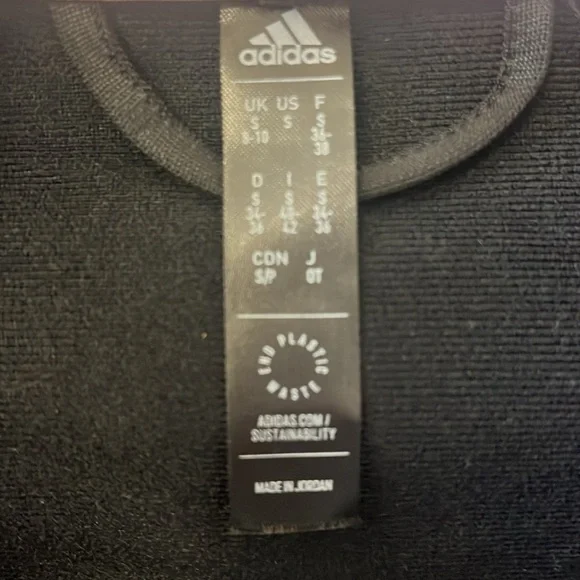 adidas
UK US F
S S S
8-10 36-
38
D I E
S S S
34- 40- 34-
36 42 36
CDN J
S/P OT
END PLASTIC WASTE
ADIDAS.COM/
SUSTAINABILITY
MADE IN JORDAN